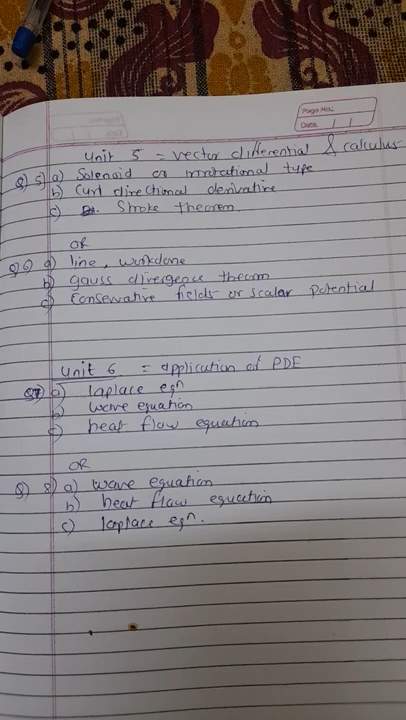 Page No.:
Date: / /
Unit 5 = vector differential & calculus
Q) 5) a) Solenoid or irrotational type
b) Curl directional derivative
c) Stroke theorem
OR
Q6) a) line, workdone
b) gauss divergence theorem
c) Conservative fields or scalar potential
Unit 6 = application of PDE
Q7) a) laplace eqn
b) wave equation
c) heat flow equation
OR
Q) 8) a) wave equation
b) heat flow equation
c) laplace eqn.